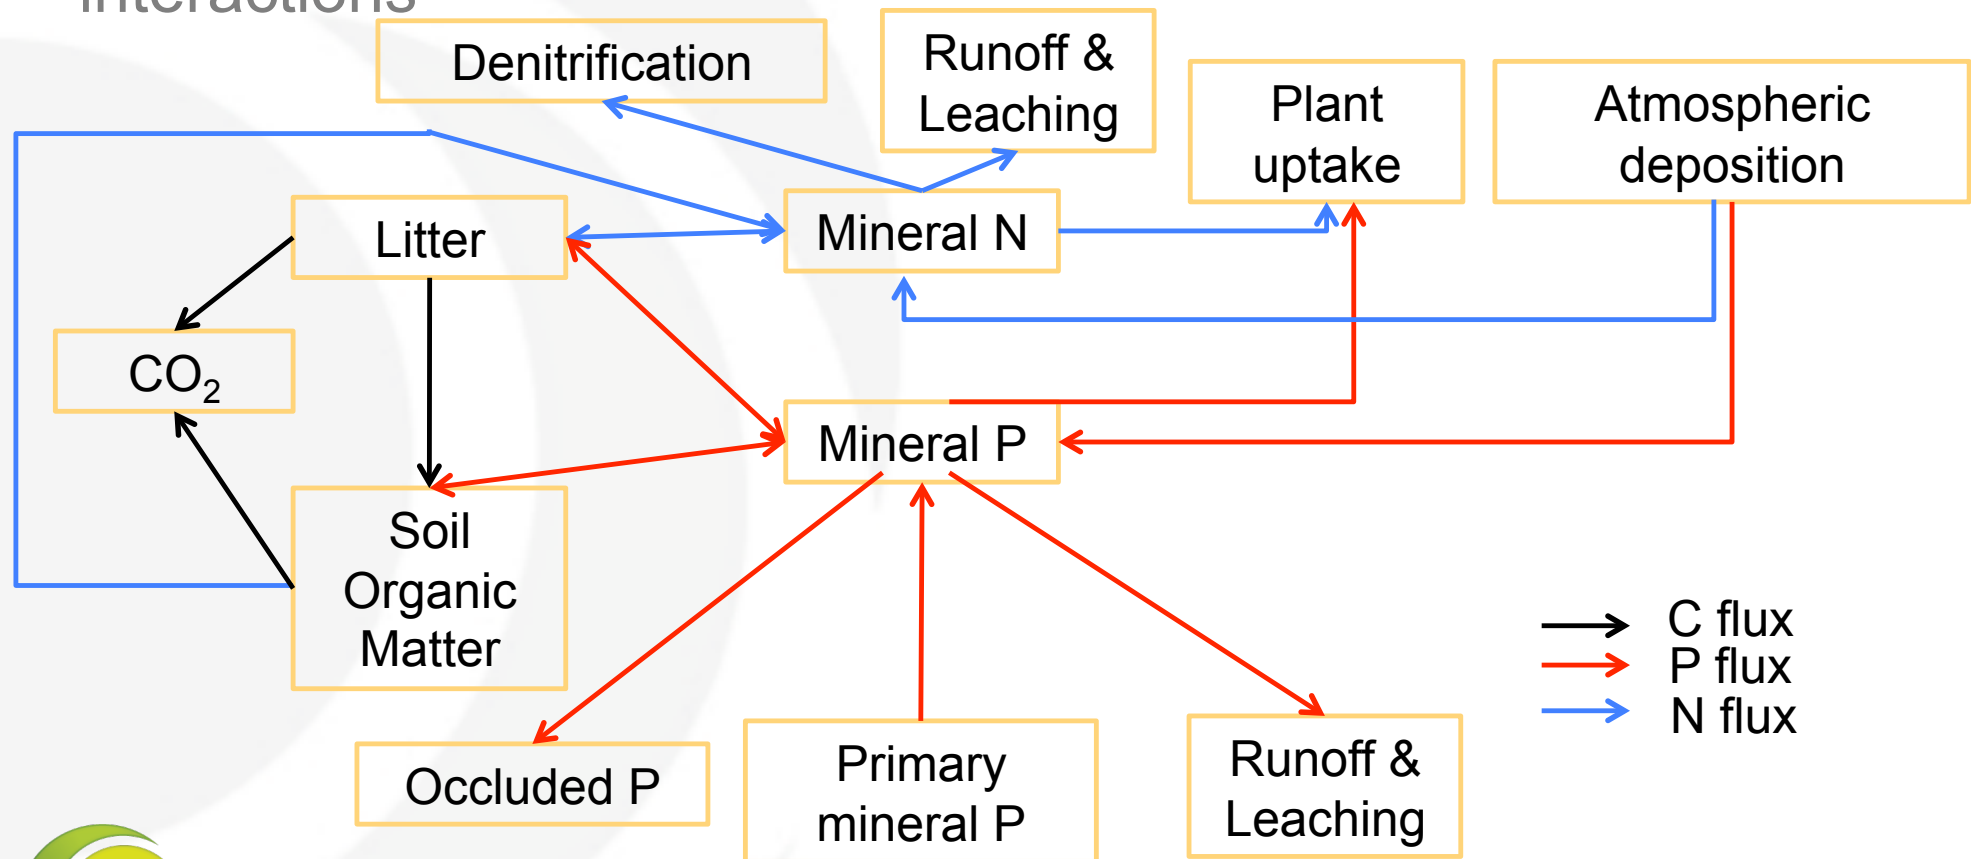 interactions
Denitrification
Runoff &
Leaching
Plant
uptake
Atmospheric
deposition
Litter
Mineral N
CO₂
Mineral P
Soil
Organic
Matter
C flux
P flux
N flux
Occluded P
Primary
mineral P
Runoff &
Leaching